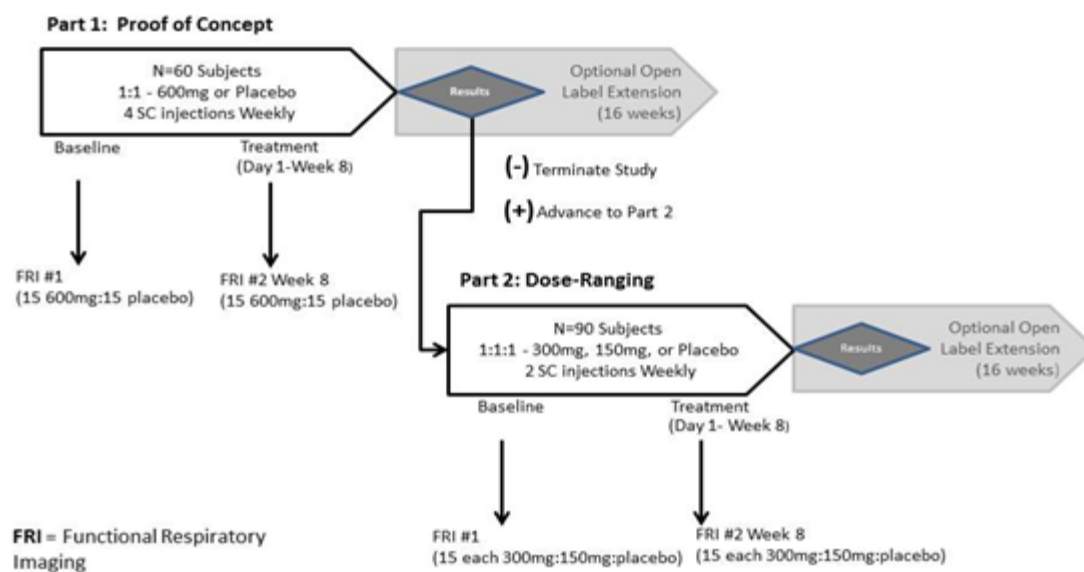 Part 1: Proof of Concept
N=60 Subjects
1:1 - 600mg or Placebo
4 SC injections Weekly
Results
Optional Open
Label Extension
(16 weeks)
Baseline
Treatment
(Day 1-Week 8)
(-) Terminate Study
(+) Advance to Part 2
FRI #1
(15 600mg:15 placebo)
FRI #2 Week 8
(15 600mg:15 placebo)
Part 2: Dose-Ranging
N=90 Subjects
1:1:1 - 300mg, 150mg, or Placebo
2 SC injections Weekly
Results
Optional Open
Label Extension
(16 weeks)
Baseline
Treatment
(Day 1- Week 8)
FRI #1
(15 each 300mg:150mg:placebo)
FRI #2 Week 8
(15 each 300mg:150mg:placebo)
FRI = Functional Respiratory
Imaging